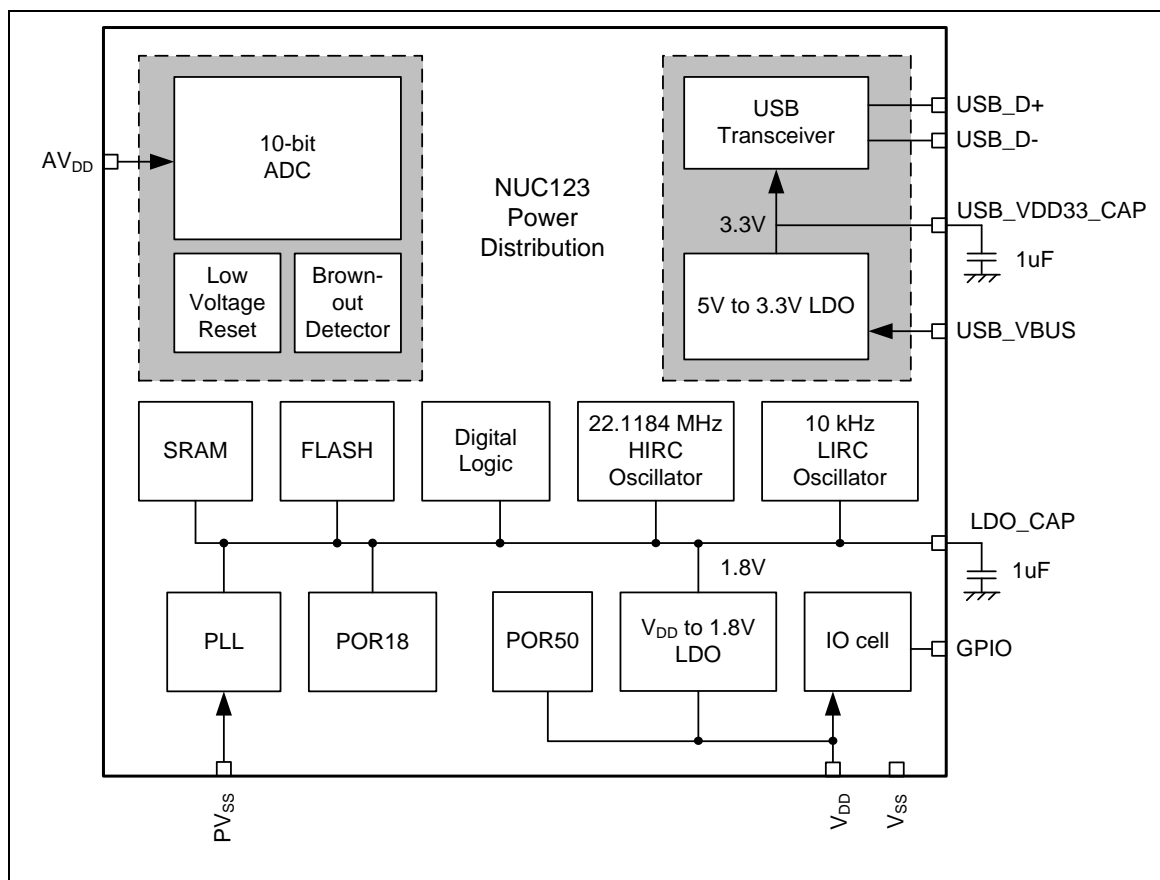 10-bit
ADC
AVDD
Low
Voltage
Reset
Brown-
out
Detector
NUC123
Power
Distribution
USB
Transceiver
USB_D+
USB_D-
3.3V
USB_VDD33_CAP
1uF
5V to 3.3V LDO
USB_VBUS
SRAM
FLASH
Digital
Logic
22.1184 MHz
HIRC
Oscillator
10 kHz
LIRC
Oscillator
LDO_CAP
1uF
1.8V
PLL
POR18
POR50
VDD to 1.8V
LDO
IO cell
GPIO
PVSS
VDD
VSS